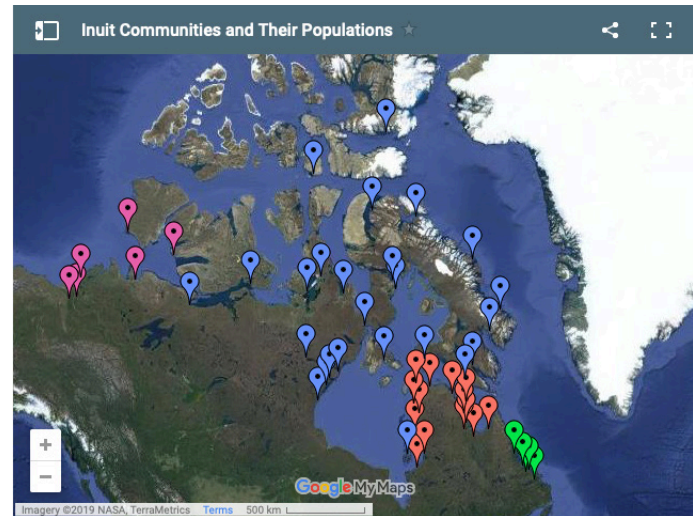 Inuit Communities and Their Populations
Google My Maps
Imagery ©2019 NASA, TerraMetrics Terms 500 km